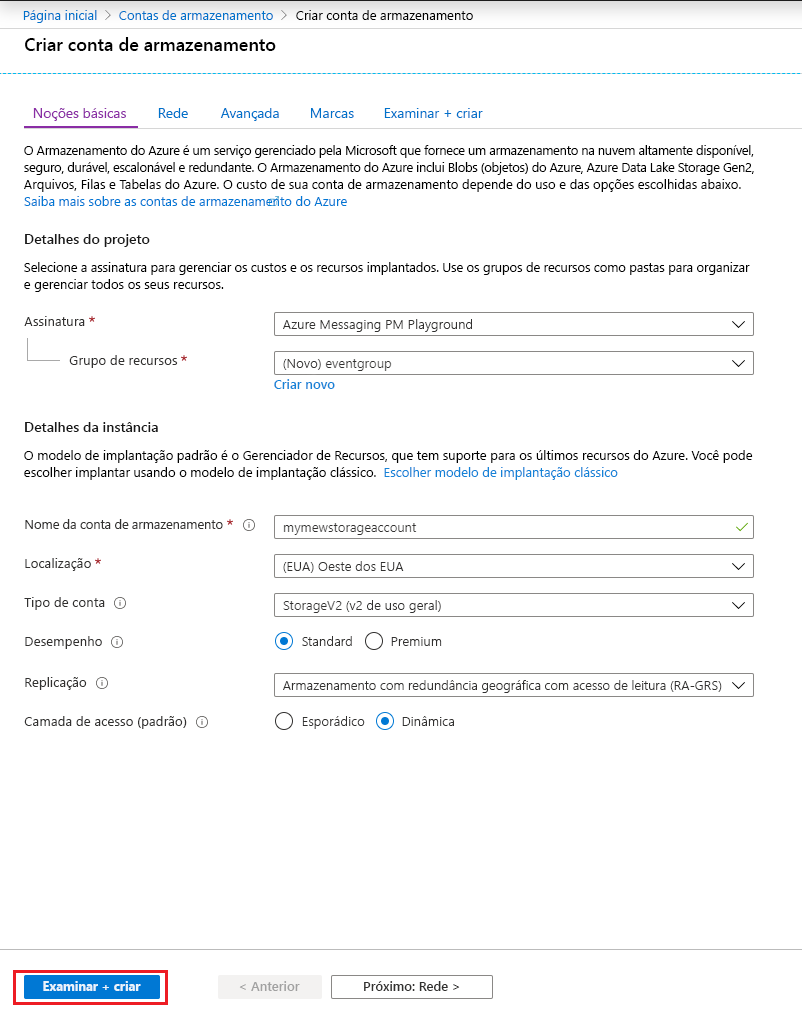 Página inicial > Contas de armazenamento > Criar conta de armazenamento
Criar conta de armazenamento
Noções básicas Rede Avançada Marcas Examinar + criar
O Armazenamento do Azure é um serviço gerenciado pela Microsoft que fornece um armazenamento na nuvem altamente disponível,
seguro, durável, escalonável e redundante. O Armazenamento do Azure inclui Blobs (objetos) do Azure, Azure Data Lake Storage Gen2,
Arquivos, Filas e Tabelas do Azure. O custo de sua conta de armazenamento depende do uso e das opções escolhidas abaixo.
Saiba mais sobre as contas de armazenamento do Azure
Detalhes do projeto
Selecione a assinatura para gerenciar os custos e os recursos implantados. Use os grupos de recursos como pastas para organizar
e gerenciar todos os seus recursos.
Assinatura * Azure Messaging PM Playground
Grupo de recursos * (Novo) eventgroup
Criar novo
Detalhes da instância
O modelo de implantação padrão é o Gerenciador de Recursos, que tem suporte para os últimos recursos do Azure. Você pode
escolher implantar usando o modelo de implantação clássico. Escolher modelo de implantação clássico
Nome da conta de armazenamento * mymewstorageaccount
Localização * (EUA) Oeste dos EUA
Tipo de conta StorageV2 (v2 de uso geral)
Desempenho Standard Premium
Replicação Armazenamento com redundância geográfica com acesso de leitura (RA-GRS)
Camada de acesso (padrão) Esporádico Dinâmica
Examinar + criar < Anterior Próximo: Rede >